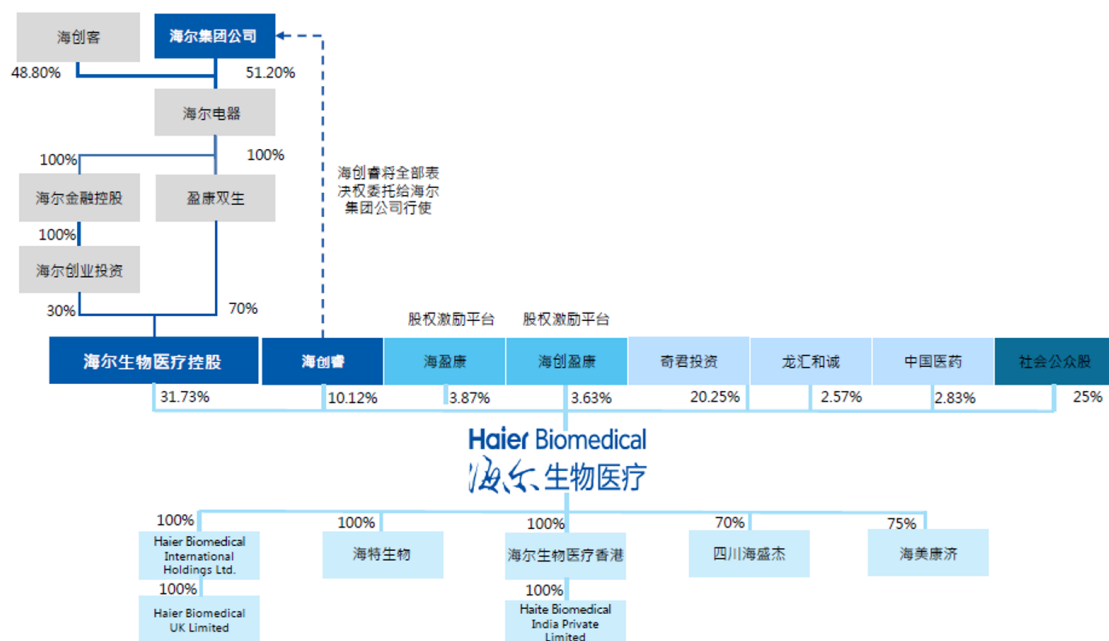 海创客
海尔集团公司
48.80%
51.20%
海尔电器
100%
100%
海尔金融控股
盈康双生
海创睿将全部表
决权委托给海尔
集团公司行使
100%
海尔创业投资
30%
70%
股权激励平台
股权激励平台
海尔生物医疗控股
海创睿
海盈康
海创盈康
奇君投资
龙汇和诚
中国医药
社会公众股
31.73%
10.12%
3.87%
3.63%
20.25%
2.57%
2.83%
25%
Haier Biomedical
海尔生物医疗
100%
100%
100%
70%
75%
Haier Biomedical
International
Holdings Ltd.
海特生物
海尔生物医疗香港
四川海盛杰
海美康济
100%
100%
Haier Biomedical
UK Limited
Haite Biomedical
India Private
Limited